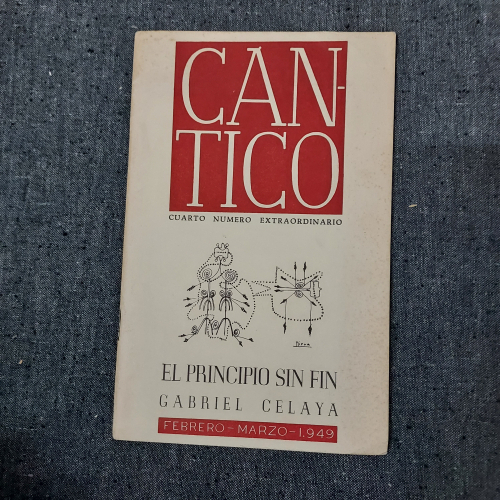 CAN-
TICO
CUARTO NUMERO EXTRAORDINARIO
EL PRINCIPIO SIN FIN
GABRIEL CELAYA
FEBRERO-MARZO-1.949